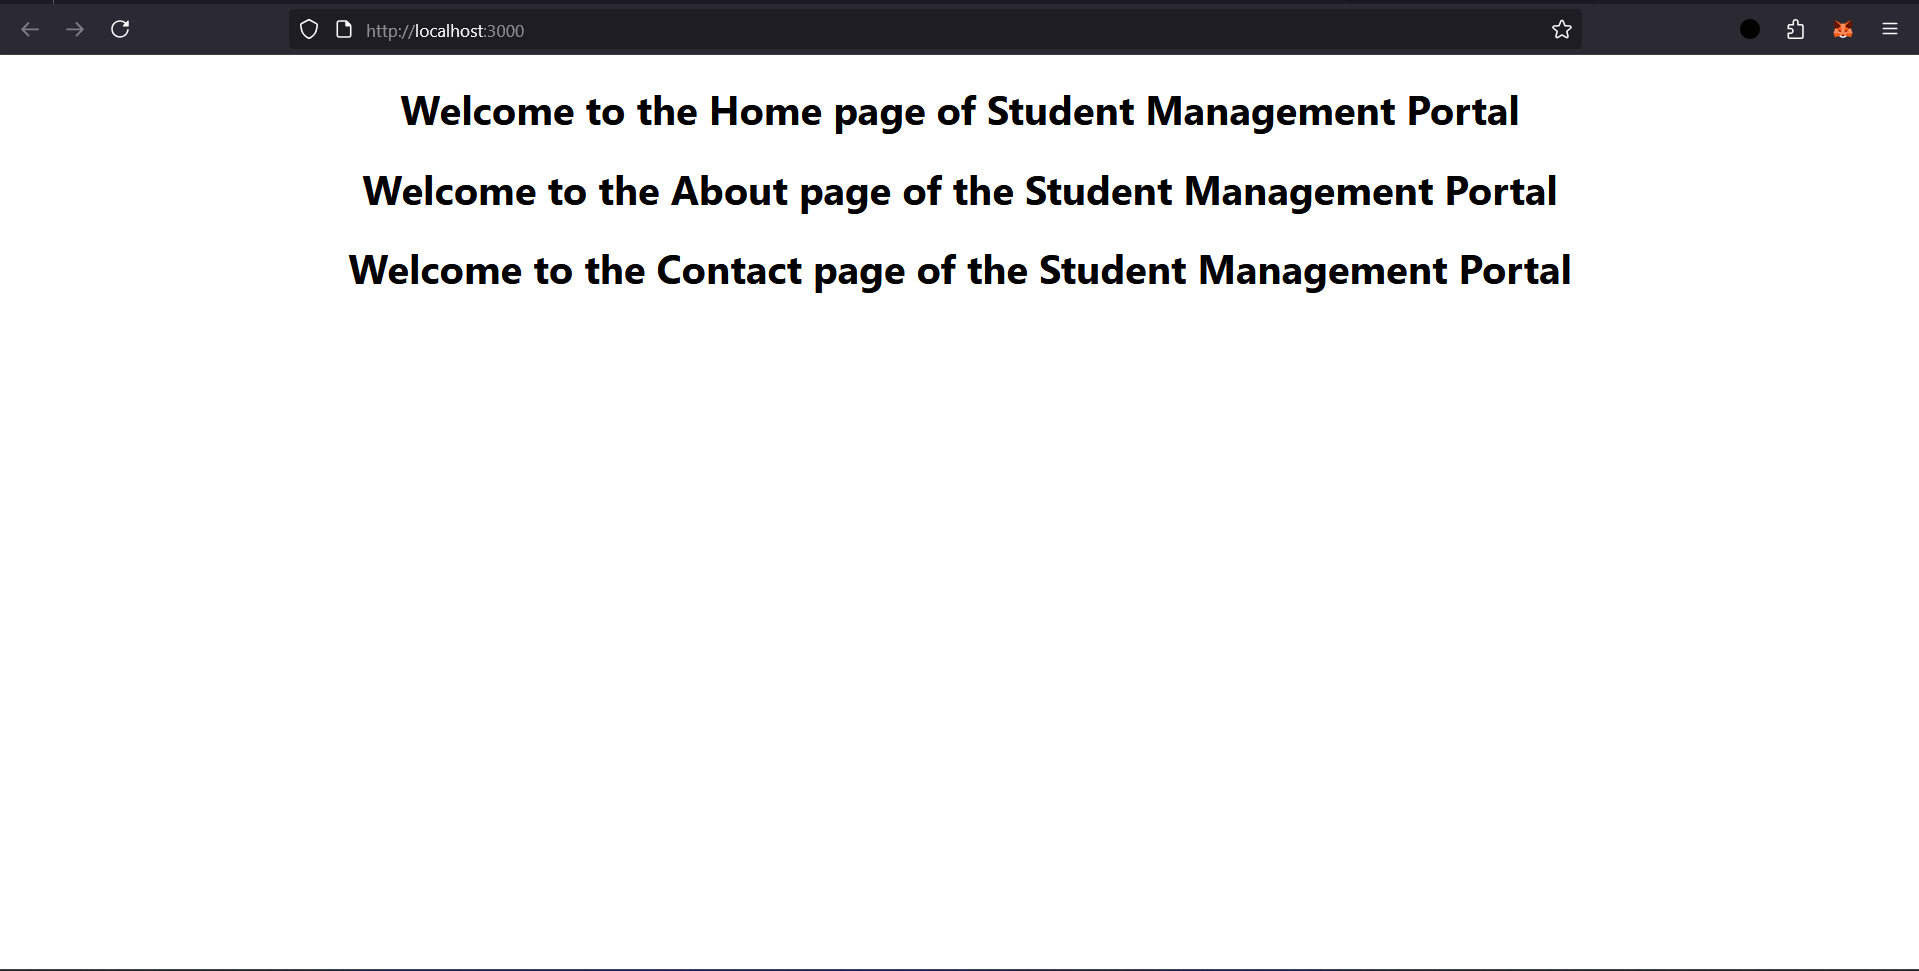 http://localhost:3000
Welcome to the Home page of Student Management Portal
Welcome to the About page of the Student Management Portal
Welcome to the Contact page of the Student Management Portal